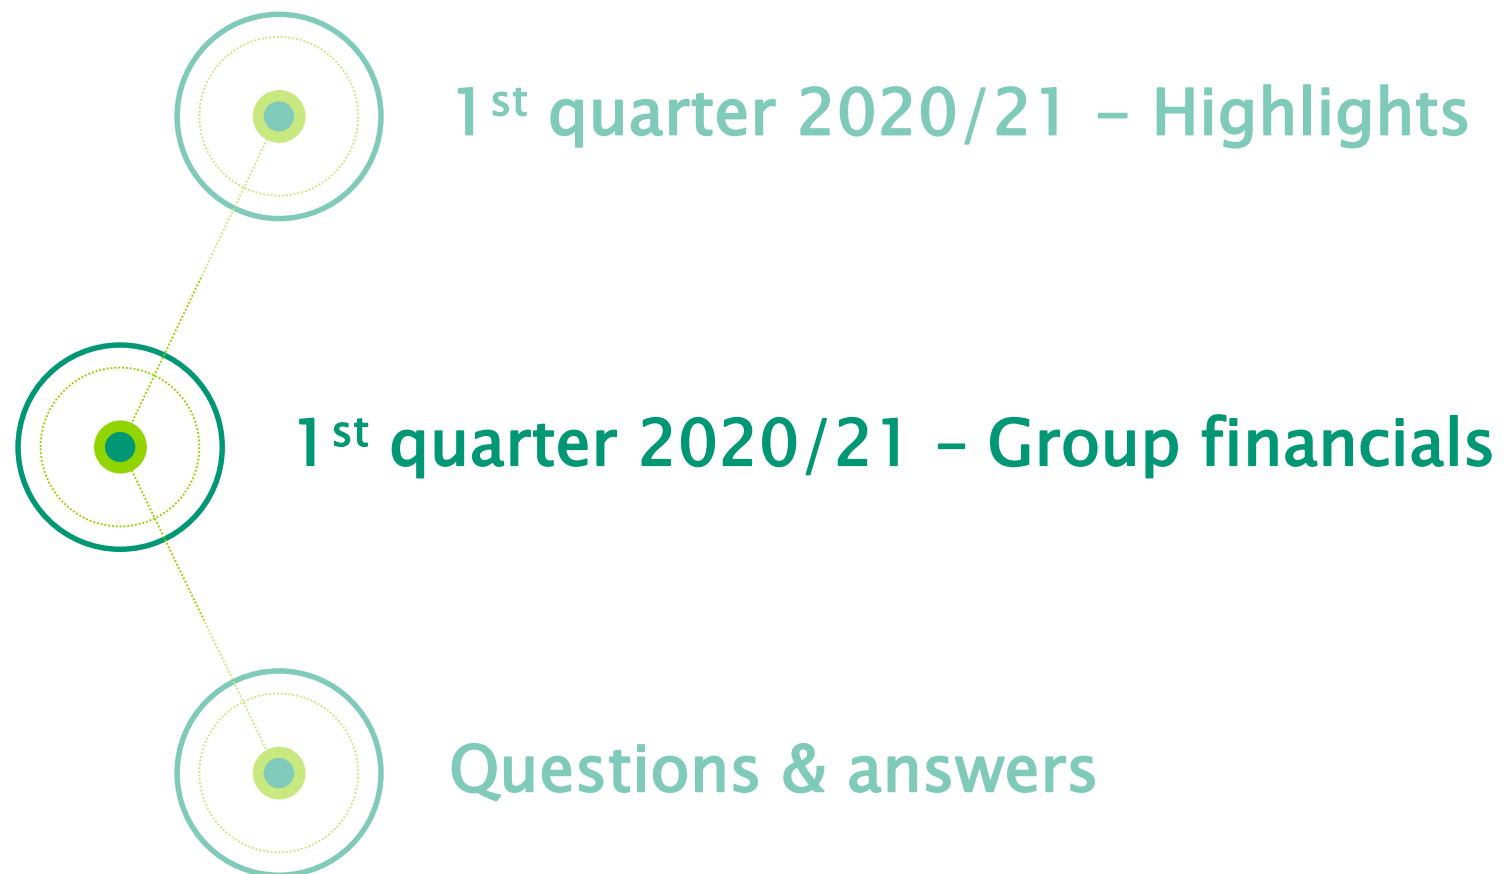 1st quarter 2020/21 – Highlights
1st quarter 2020/21 – Group financials
Questions & answers